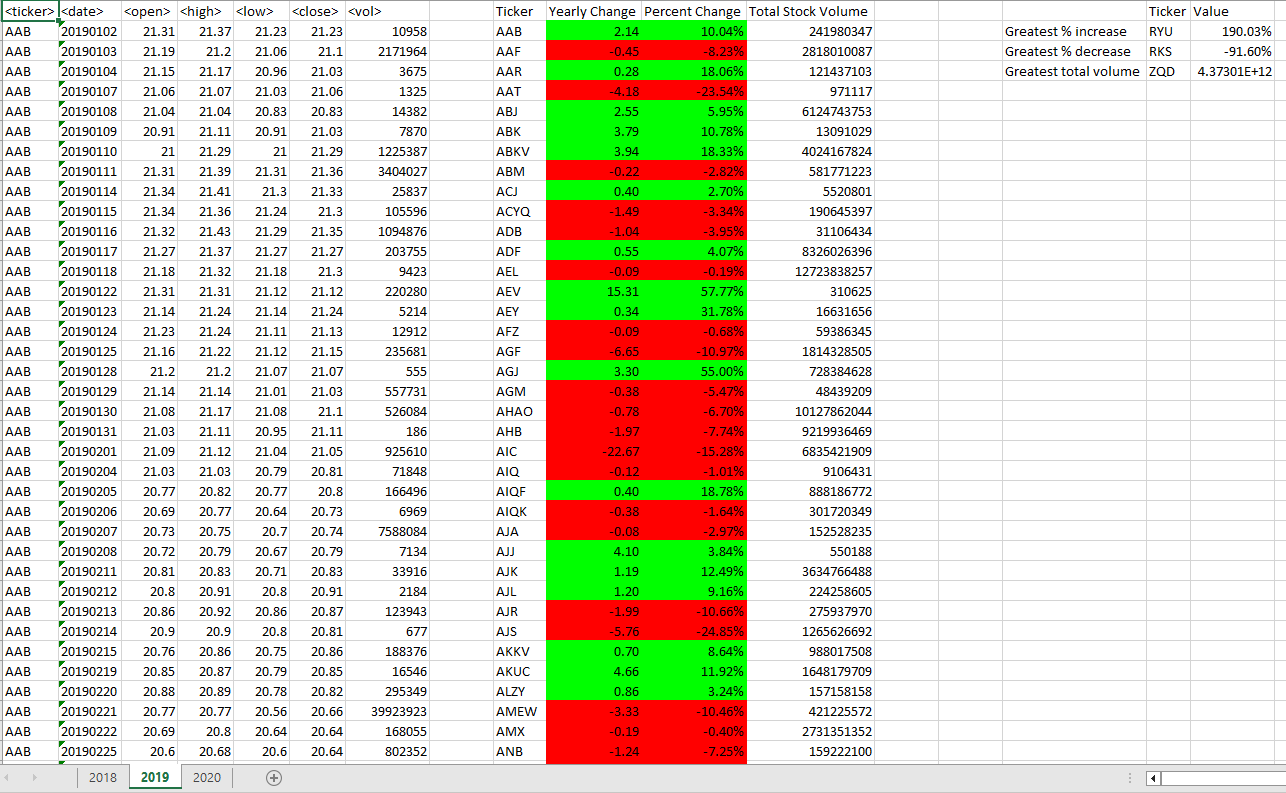 <ticker> <date> <open> <high> <low> <close> <vol> Ticker Yearly Change Percent Change Total Stock Volume Ticker Value
AAB 20190102 21.31 21.37 21.23 21.23 10958 AAB 2.14 10.04% 241980347 Greatest % increase RYU 190.03%
AAB 20190103 21.19 21.2 21.06 21.1 2171964 AAF -0.45 -8.23% 2818010087 Greatest % decrease RKS -91.60%
AAB 20190104 21.15 21.17 20.96 21.03 3675 AAR 0.28 18.06% 121437103 Greatest total volume ZQD 4.37301E+12
AAB 20190107 21.06 21.07 21.03 21.06 1325 AAT -4.18 -23.54% 971117
AAB 20190108 21.04 21.04 20.83 20.83 14382 ABJ 2.55 5.95% 6124743753
AAB 20190109 20.91 21.11 20.91 21.03 7870 ABK 3.79 10.78% 13091029
AAB 20190110 21 21.29 21 21.29 1225387 ABKV 3.94 18.33% 4024167824
AAB 20190111 21.31 21.39 21.31 21.36 3404027 ABM -0.22 -2.82% 581771223
AAB 20190114 21.34 21.41 21.3 21.33 25837 ACJ 0.40 2.70% 5520801
AAB 20190115 21.34 21.36 21.24 21.3 105596 ACYQ -1.49 -3.34% 190645397
AAB 20190116 21.32 21.43 21.29 21.35 1094876 ADB -1.04 -3.95% 31106434
AAB 20190117 21.27 21.37 21.27 21.27 203755 ADF 0.55 4.07% 8326026396
AAB 20190118 21.18 21.32 21.18 21.3 9423 AEL -0.09 -0.19% 12723838257
AAB 20190122 21.31 21.31 21.12 21.12 220280 AEV 15.31 57.77% 310625
AAB 20190123 21.14 21.24 21.14 21.24 5214 AEY 0.34 31.78% 16631656
AAB 20190124 21.23 21.24 21.11 21.13 12912 AFZ -0.09 -0.68% 59386345
AAB 20190125 21.16 21.22 21.12 21.15 235681 AGF -6.65 -10.97% 1814328505
AAB 20190128 21.2 21.2 21.07 21.07 555 AGJ 3.30 55.00% 728384628
AAB 20190129 21.14 21.14 21.01 21.03 557731 AGM -0.38 -5.47% 48439209
AAB 20190130 21.08 21.17 21.08 21.1 526084 AHAO -0.78 -6.70% 10127862044
AAB 20190131 21.03 21.11 20.95 21.11 186 AHB -1.97 -7.74% 9219936469
AAB 20190201 21.09 21.12 21.04 21.05 925610 AIC -22.67 -15.28% 6835421909
AAB 20190204 21.03 21.03 20.79 20.81 71848 AIQ -0.12 -1.01% 9106431
AAB 20190205 20.77 20.82 20.77 20.8 166496 AIQF 0.40 18.78% 888186772
AAB 20190206 20.69 20.77 20.64 20.73 6969 AIQK -0.38 -1.64% 301720349
AAB 20190207 20.73 20.75 20.7 20.74 7588084 AJA -0.08 -2.97% 152528235
AAB 20190208 20.72 20.79 20.67 20.79 7134 AJJ 4.10 3.84% 550188
AAB 20190211 20.81 20.83 20.71 20.83 33916 AJK 1.19 12.49% 3634766488
AAB 20190212 20.8 20.91 20.8 20.91 2184 AJL 1.20 9.16% 224258605
AAB 20190213 20.86 20.92 20.86 20.87 123943 AJR -1.99 -10.66% 275937970
AAB 20190214 20.9 20.9 20.8 20.81 677 AJS -5.76 -24.85% 1265626692
AAB 20190215 20.76 20.86 20.75 20.86 188376 AKKV 0.70 8.64% 988017508
AAB 20190219 20.85 20.87 20.79 20.85 16546 AKUC 4.66 11.92% 1648179709
AAB 20190220 20.88 20.89 20.78 20.82 295349 ALZY 0.86 3.24% 157158158
AAB 20190221 20.77 20.77 20.56 20.66 39923923 AMEW -3.33 -10.46% 421225572
AAB 20190222 20.69 20.8 20.64 20.64 168055 AMX -0.19 -0.40% 2731351352
AAB 20190225 20.6 20.68 20.6 20.64 802352 ANB -1.24 -7.25% 159222100
2018 2019 2020